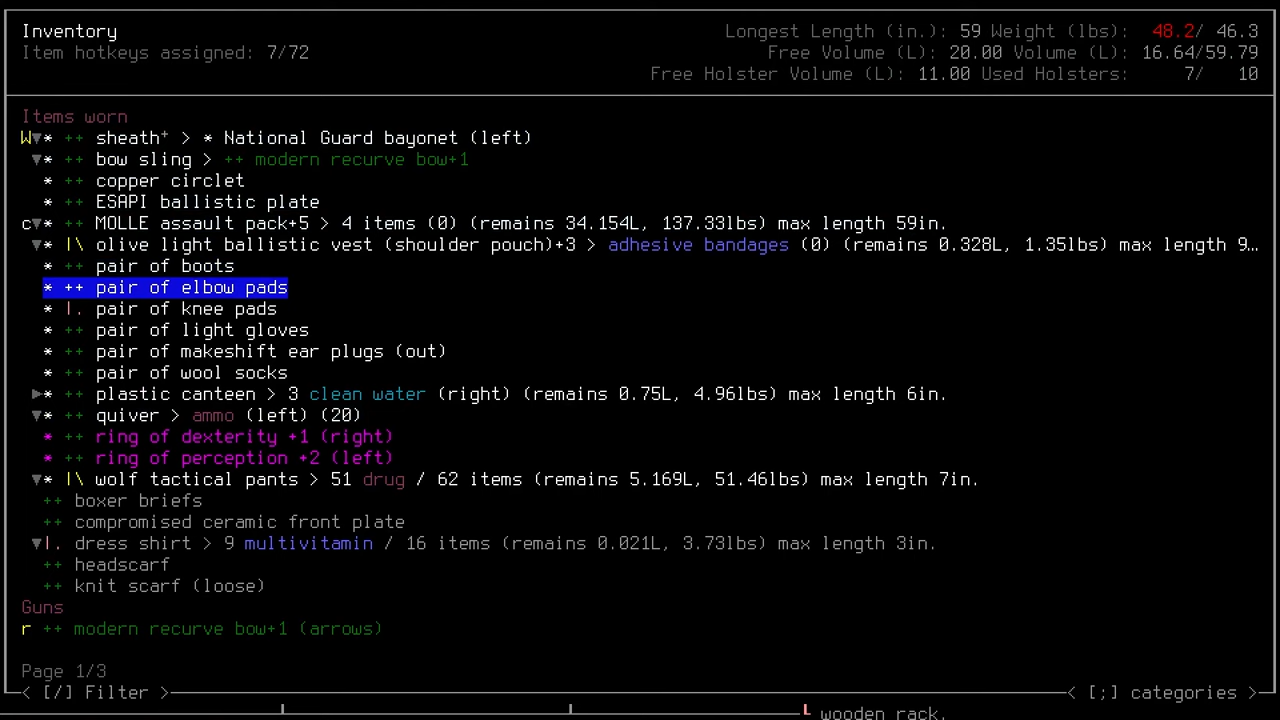 Inventory Longest Length (in.): 59 Weight (lbs): 48.2/ 46.3
Item hotkeys assigned: 7/72 Free Volume (L): 20.00 Volume (L): 16.64/59.79
Free Holster Volume (L): 11.00 Used Holsters: 7/ 10
Items worn
W▼* ++ sheath⁺ > * National Guard bayonet (left)
▼* ++ bow sling > ++ modern recurve bow+1
* ++ copper circlet
* ++ ESAPI ballistic plate
c▼* ++ MOLLE assault pack+5 > 4 items (0) (remains 34.154L, 137.33lbs) max length 59in.
▼* |\ olive light ballistic vest (shoulder pouch)+3 > adhesive bandages (0) (remains 0.328L, 1.35lbs) max length 9…
* ++ pair of boots
* ++ pair of elbow pads
* |. pair of knee pads
* ++ pair of light gloves
* ++ pair of makeshift ear plugs (out)
* ++ pair of wool socks
▶* ++ plastic canteen > 3 clean water (right) (remains 0.75L, 4.96lbs) max length 6in.
▼* ++ quiver > ammo (left) (20)
* ++ ring of dexterity +1 (right)
* ++ ring of perception +2 (left)
▼* |\ wolf tactical pants > 51 drug / 62 items (remains 5.169L, 51.46lbs) max length 7in.
++ boxer briefs
++ compromised ceramic front plate
▼|. dress shirt > 9 multivitamin / 16 items (remains 0.021L, 3.73lbs) max length 3in.
++ headscarf
++ knit scarf (loose)
Guns
r ++ modern recurve bow+1 (arrows)
Page 1/3
< [/] Filter > < [;] categories >
wooden rack.